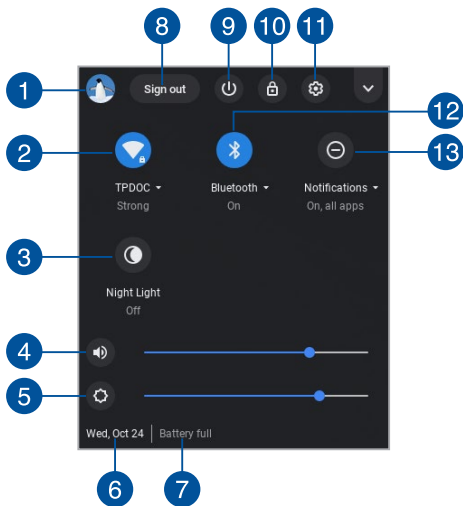 8 9 10 11
1 Sign out
12
2 13
TPDOC Bluetooth Notifications
Strong On On, all apps
3
Night Light
Off
4
5
Wed, Oct 24 Battery full
6 7